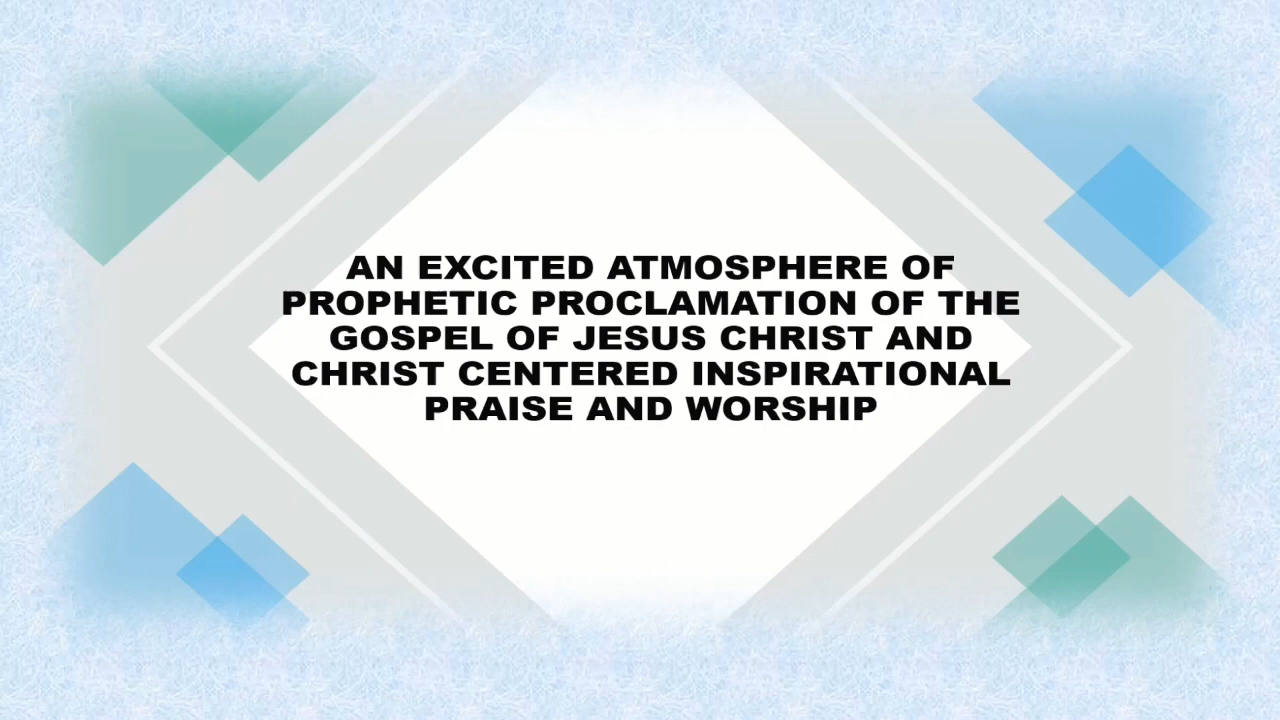 AN EXCITED ATMOSPHERE OF
PROPHETIC PROCLAMATION OF THE
GOSPEL OF JESUS CHRIST AND
CHRIST CENTERED INSPIRATIONAL
PRAISE AND WORSHIP